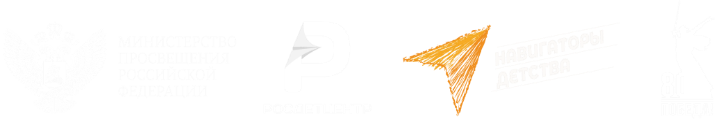 МИНИСТЕРСТВО
ПРОСВЕЩЕНИЯ
РОССИЙСКОЙ
ФЕДЕРАЦИИ
НАВИГАТОРЫ
ДЕТСТВА